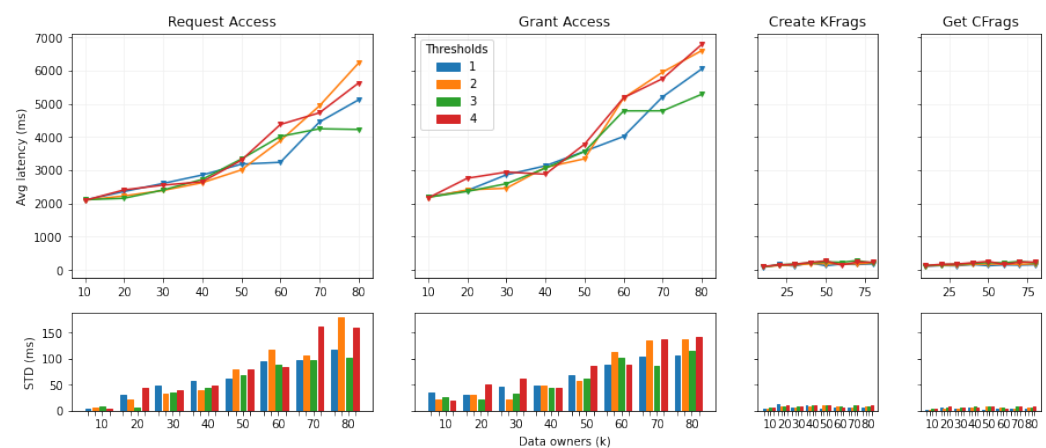 Request Access
Grant Access
Create KFrags
Get CFrags
Avg latency (ms)
7000
6000
5000
4000
3000
2000
1000
0
Thresholds
1
2
3
4
10 20 30 40 50 60 70 80
10 20 30 40 50 60 70 80
25 50 75
25 50 75
STD (ms)
150
100
50
0
10 20 30 40 50 60 70 80
10 20 30 40 50 60 70 80
10 20 30 40 50 60 70 80
10 20 30 40 50 60 70 80
Data owners (k)